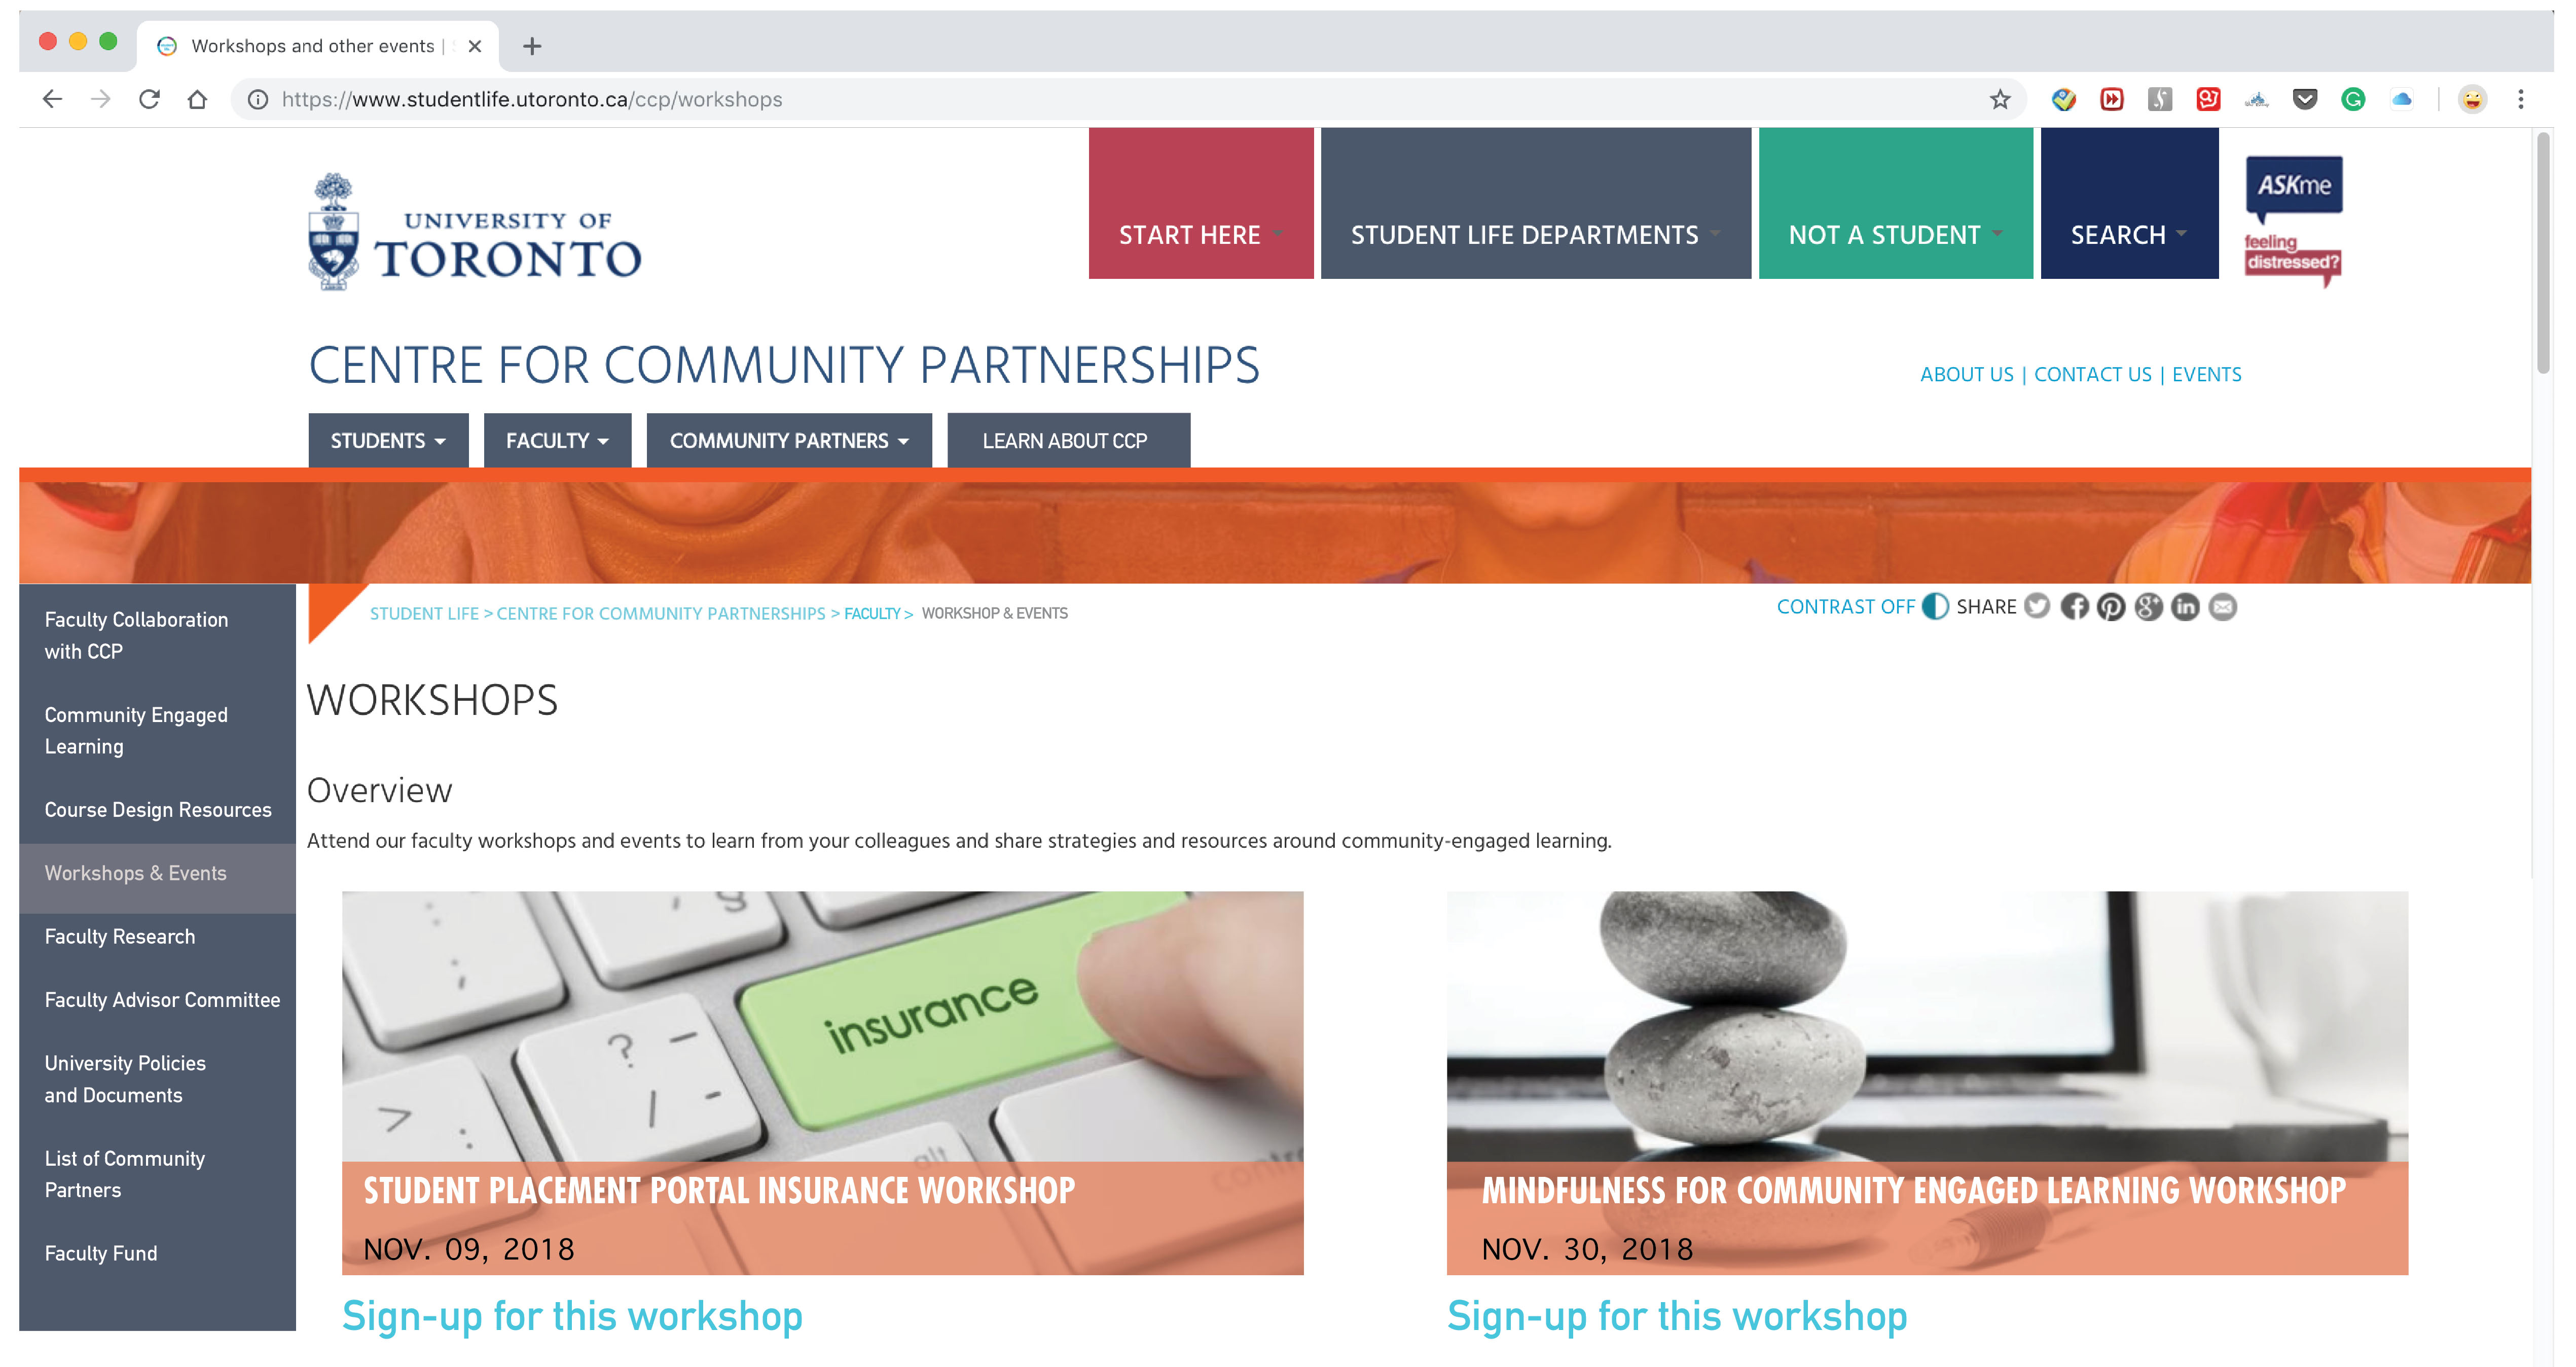 Workshops and other events |
https://www.studentlife.utoronto.ca/ccp/workshops
UNIVERSITY OF
TORONTO
START HERE
STUDENT LIFE DEPARTMENTS
NOT A STUDENT
SEARCH
ASKme
feeling
distressed?
CENTRE FOR COMMUNITY PARTNERSHIPS
ABOUT US | CONTACT US | EVENTS
STUDENTS
FACULTY
COMMUNITY PARTNERS
LEARN ABOUT CCP
Faculty Collaboration
with CCP
Community Engaged
Learning
Course Design Resources
Workshops & Events
Faculty Research
Faculty Advisor Committee
University Policies
and Documents
List of Community
Partners
Faculty Fund
STUDENT LIFE > CENTRE FOR COMMUNITY PARTNERSHIPS > FACULTY > WORKSHOP & EVENTS
CONTRAST OFF SHARE
WORKSHOPS
Overview
Attend our faculty workshops and events to learn from your colleagues and share strategies and resources around community-engaged learning.
insurance
alt
contro
STUDENT PLACEMENT PORTAL INSURANCE WORKSHOP
NOV. 09, 2018
Sign-up for this workshop
MINDFULNESS FOR COMMUNITY ENGAGED LEARNING WORKSHOP
NOV. 30, 2018
Sign-up for this workshop